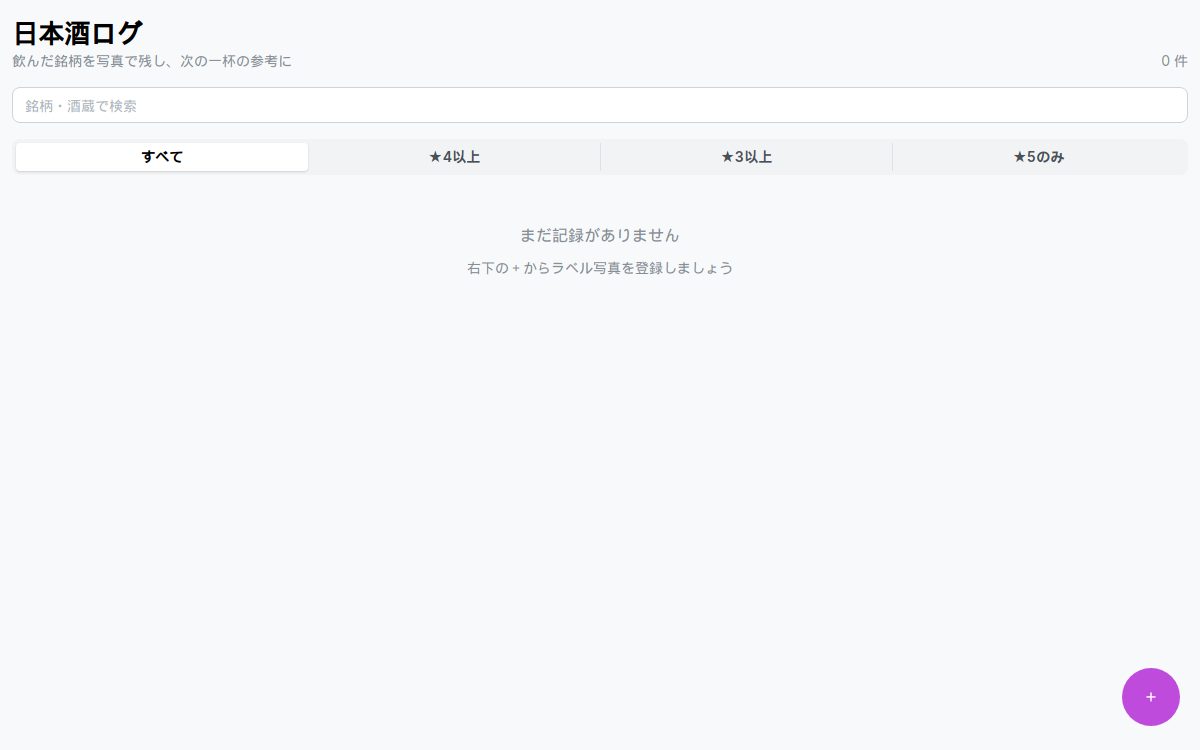 日本酒ログ
飲んだ銘柄を写真で残し、次の一杯の参考に
0 件
銘柄・酒蔵で検索
すべて
★4以上
★3以上
★5のみ
まだ記録がありません
右下の + からラベル写真を登録しましょう
+